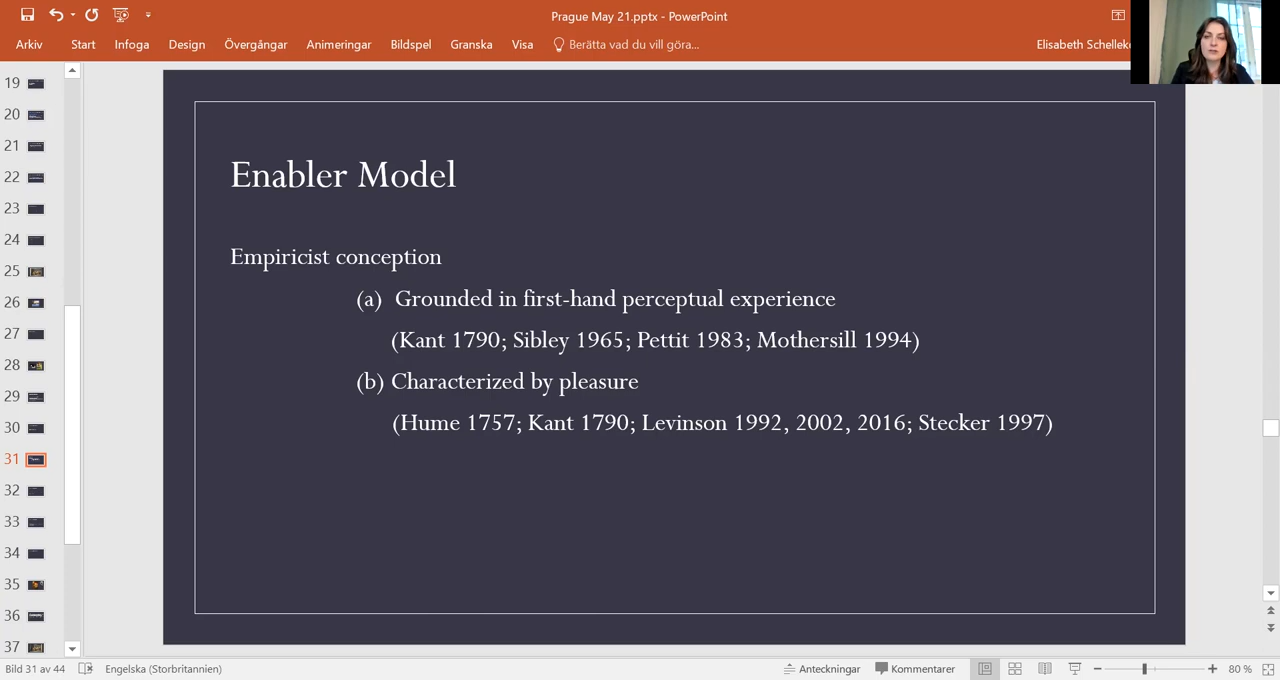 Prague May 21.pptx - PowerPoint
Arkiv Start Infoga Design Övergångar Animeringar Bildspel Granska Visa Berätta vad du vill göra... Elisabeth Schelleke
19
20
21
22
23
24
25
26
27
28
29
30
31
32
33
34
35
36
37
Enabler Model
Empiricist conception
(a) Grounded in first-hand perceptual experience
(Kant 1790; Sibley 1965; Pettit 1983; Mothersill 1994)
(b) Characterized by pleasure
(Hume 1757; Kant 1790; Levinson 1992, 2002, 2016; Stecker 1997)
Bild 31 av 44 Engelska (Storbritannien) Anteckningar Kommentarer 80 %